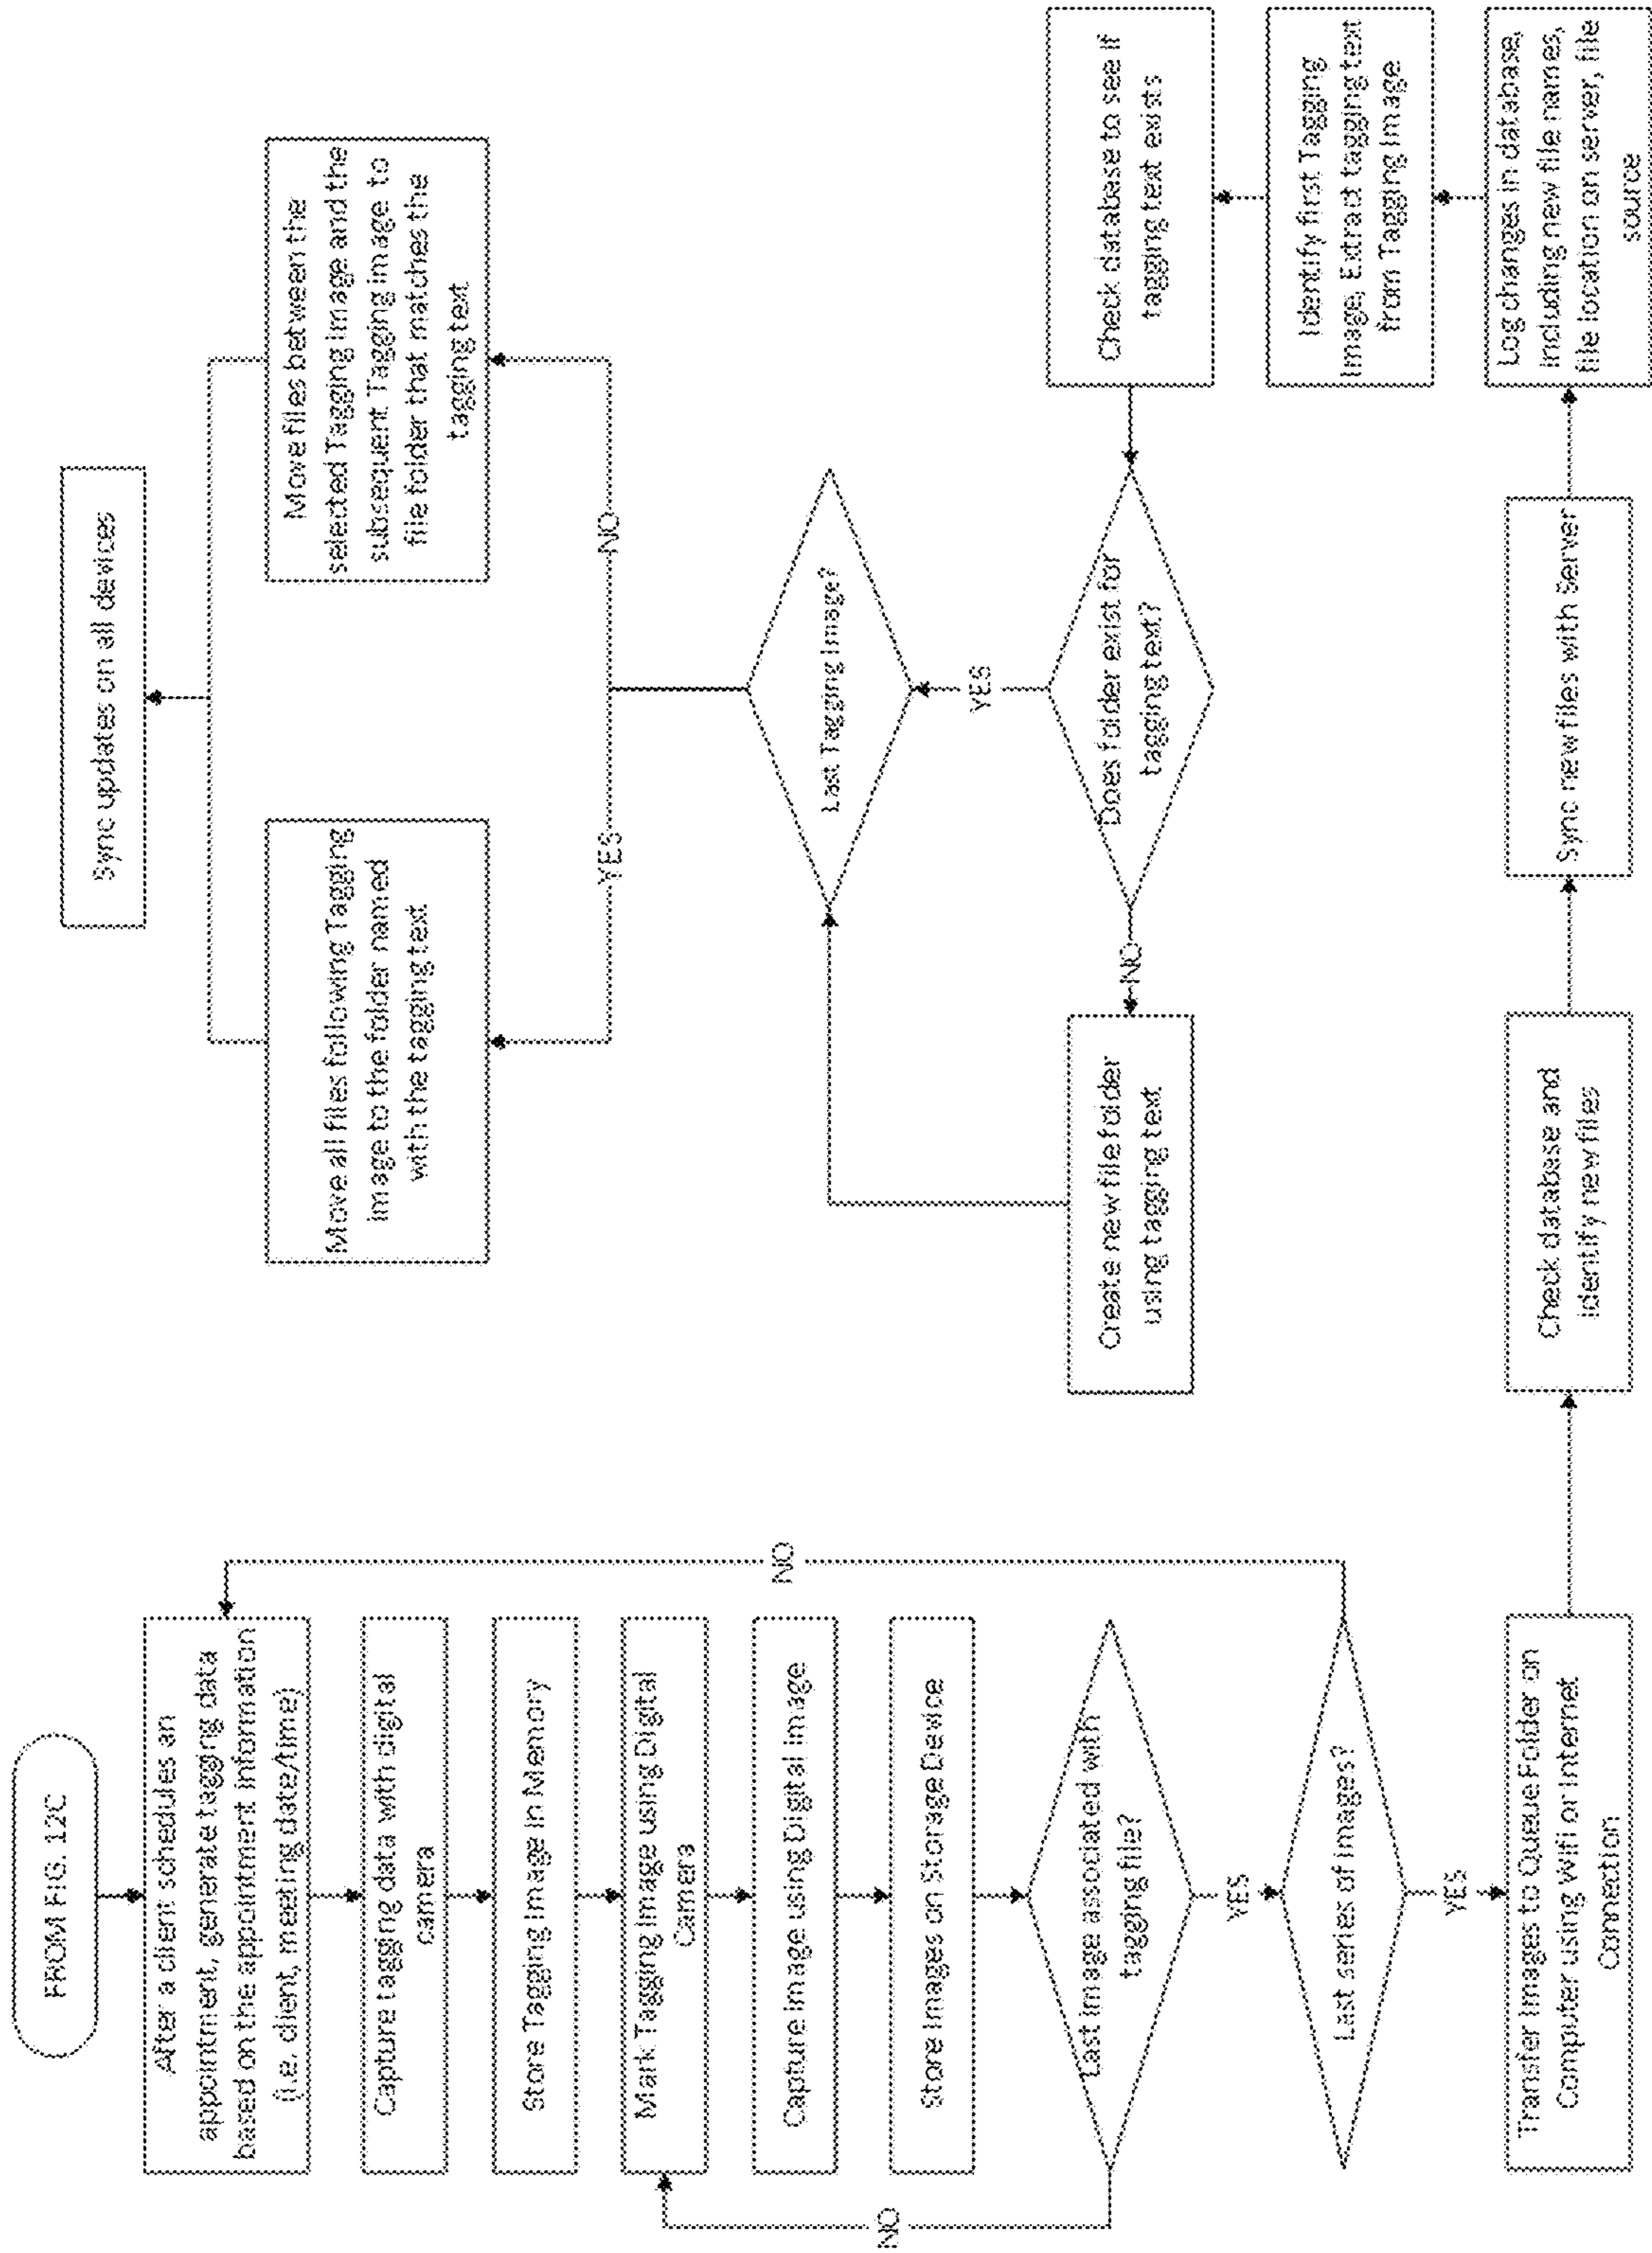 FROM FIG. 12C
After a client schedules an
appointment, generate tagging data
based on the appointment information
(i.e. client, meeting date/time)
Capture tagging data with digital
camera
Store Tagging Image in Memory
Mark Tagging Image using Digital
Camera
Capture Image using Digital Image
Store Images on Storage Device
Last image associated with
tagging file?
NO
YES
Last series of images?
NO
YES
Transfer Images to Queue Folder on
Computer using Wifi or Internet
Connection
Check database and
identify new files
Sync new files with Server
Log changes in database,
including new file names,
file location on server, file
source
Identify first Tagging
Image, Extract tagging text
from Tagging Image
Check database to see if
tagging text exists
Does folder exist for
tagging text?
NO
YES
Create new file folder
using tagging text
Last Tagging Image?
YES
NO
Move all files following Tagging
image to the folder named
with the tagging text
Move files between the
selected Tagging Image and the
subsequent Tagging Image to
file folder that matches the
tagging text
Sync updates on all devices